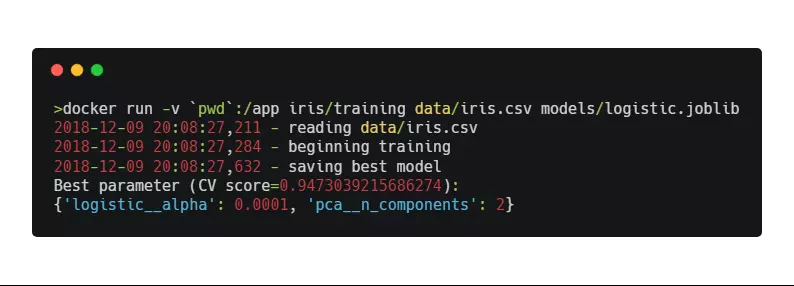 >docker run -v `pwd`:/app iris/training data/iris.csv models/logistic.joblib
2018-12-09 20:08:27,211 - reading data/iris.csv
2018-12-09 20:08:27,284 - beginning training
2018-12-09 20:08:27,632 - saving best model
Best parameter (CV score=0.9473039215686274):
{'logistic__alpha': 0.0001, 'pca__n_components': 2}